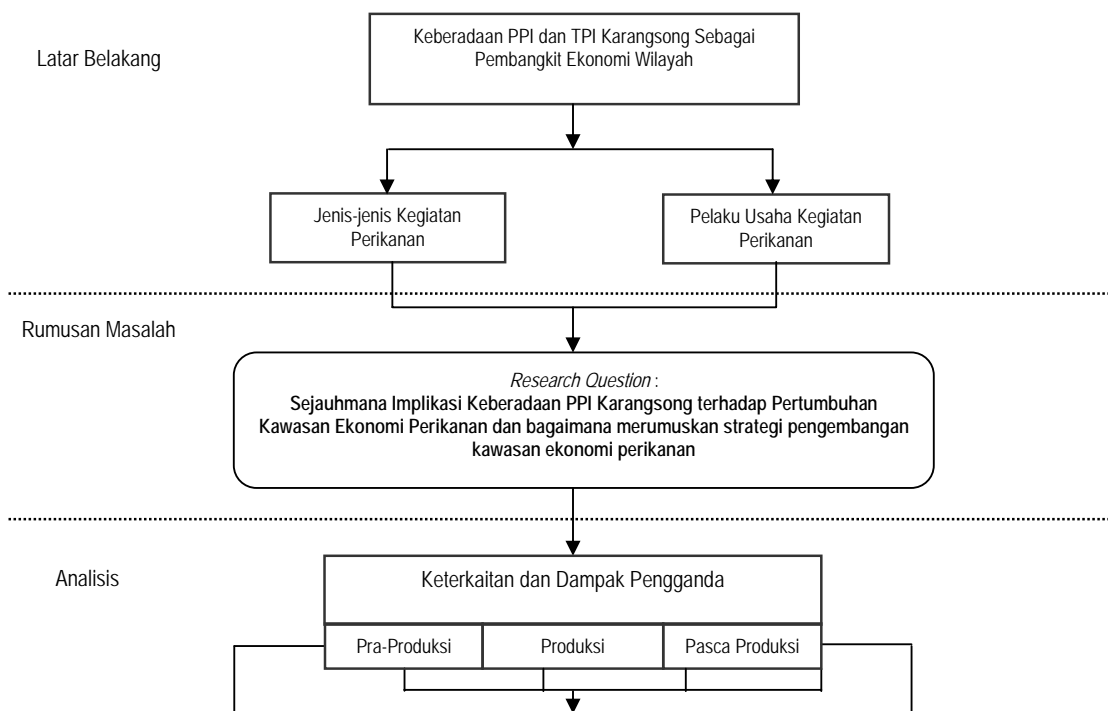 Latar Belakang
Keberadaan PPI dan TPI Karangsong Sebagai
Pembangkit Ekonomi Wilayah
Jenis-jenis Kegiatan
Perikanan
Pelaku Usaha Kegiatan
Perikanan
Rumusan Masalah
Research Question :
Sejauhmana Implikasi Keberadaan PPI Karangsong terhadap Pertumbuhan
Kawasan Ekonomi Perikanan dan bagaimana merumuskan strategi pengembangan
kawasan ekonomi perikanan
Analisis
Keterkaitan dan Dampak Pengganda
Pra-Produksi
Produksi
Pasca Produksi